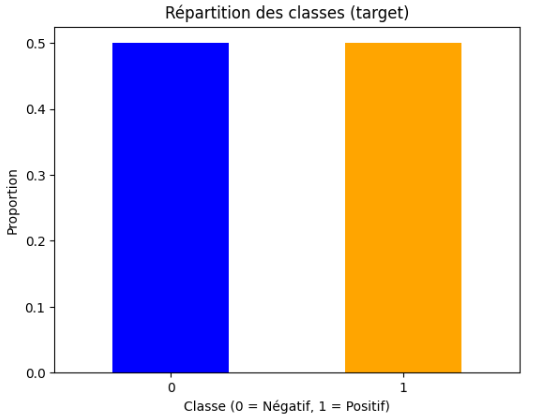 Répartition des classes (target)
Proportion
0.5
0.4
0.3
0.2
0.1
0.0
0 1
Classe (0 = Négatif, 1 = Positif)